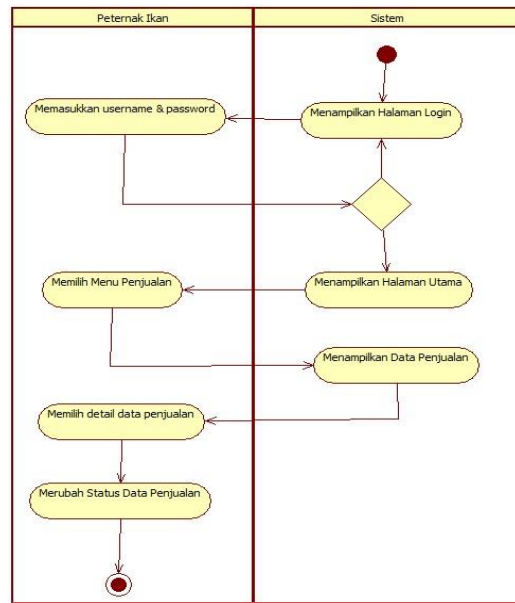 Peternak Ikan
Sistem
Menampilkan Halaman Login
Memasukkan username & password
Menampilkan Halaman Utama
Memilih Menu Penjualan
Menampilkan Data Penjualan
Memilih detail data penjualan
Merubah Status Data Penjualan